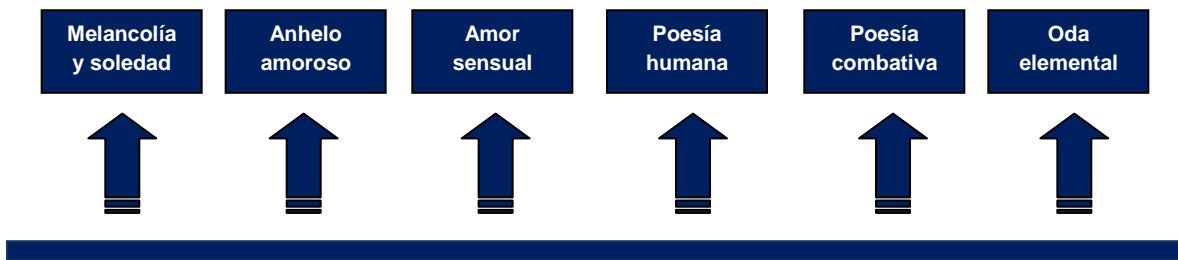 Melancolía
y soledad
Anhelo
amoroso
Amor
sensual
Poesía
humana
Poesía
combativa
Oda
elemental